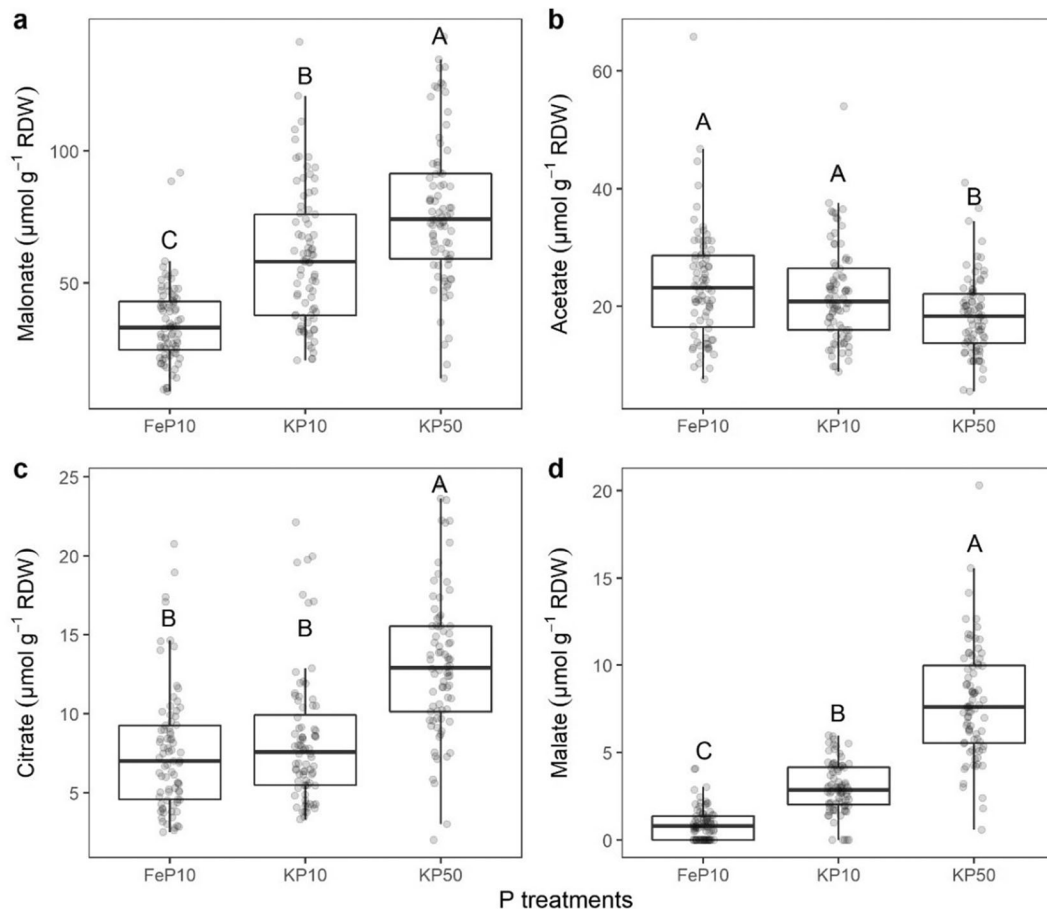 a
Malonate (μmol g⁻¹ RDW)
100
50
C
B
A
FeP10
KP10
KP50
b
Acetate (μmol g⁻¹ RDW)
60
40
20
A
A
B
FeP10
KP10
KP50
c
Citrate (μmol g⁻¹ RDW)
25
20
15
10
5
B
B
A
FeP10
KP10
KP50
d
Malate (μmol g⁻¹ RDW)
20
15
10
5
0
C
B
A
FeP10
KP10
KP50
P treatments